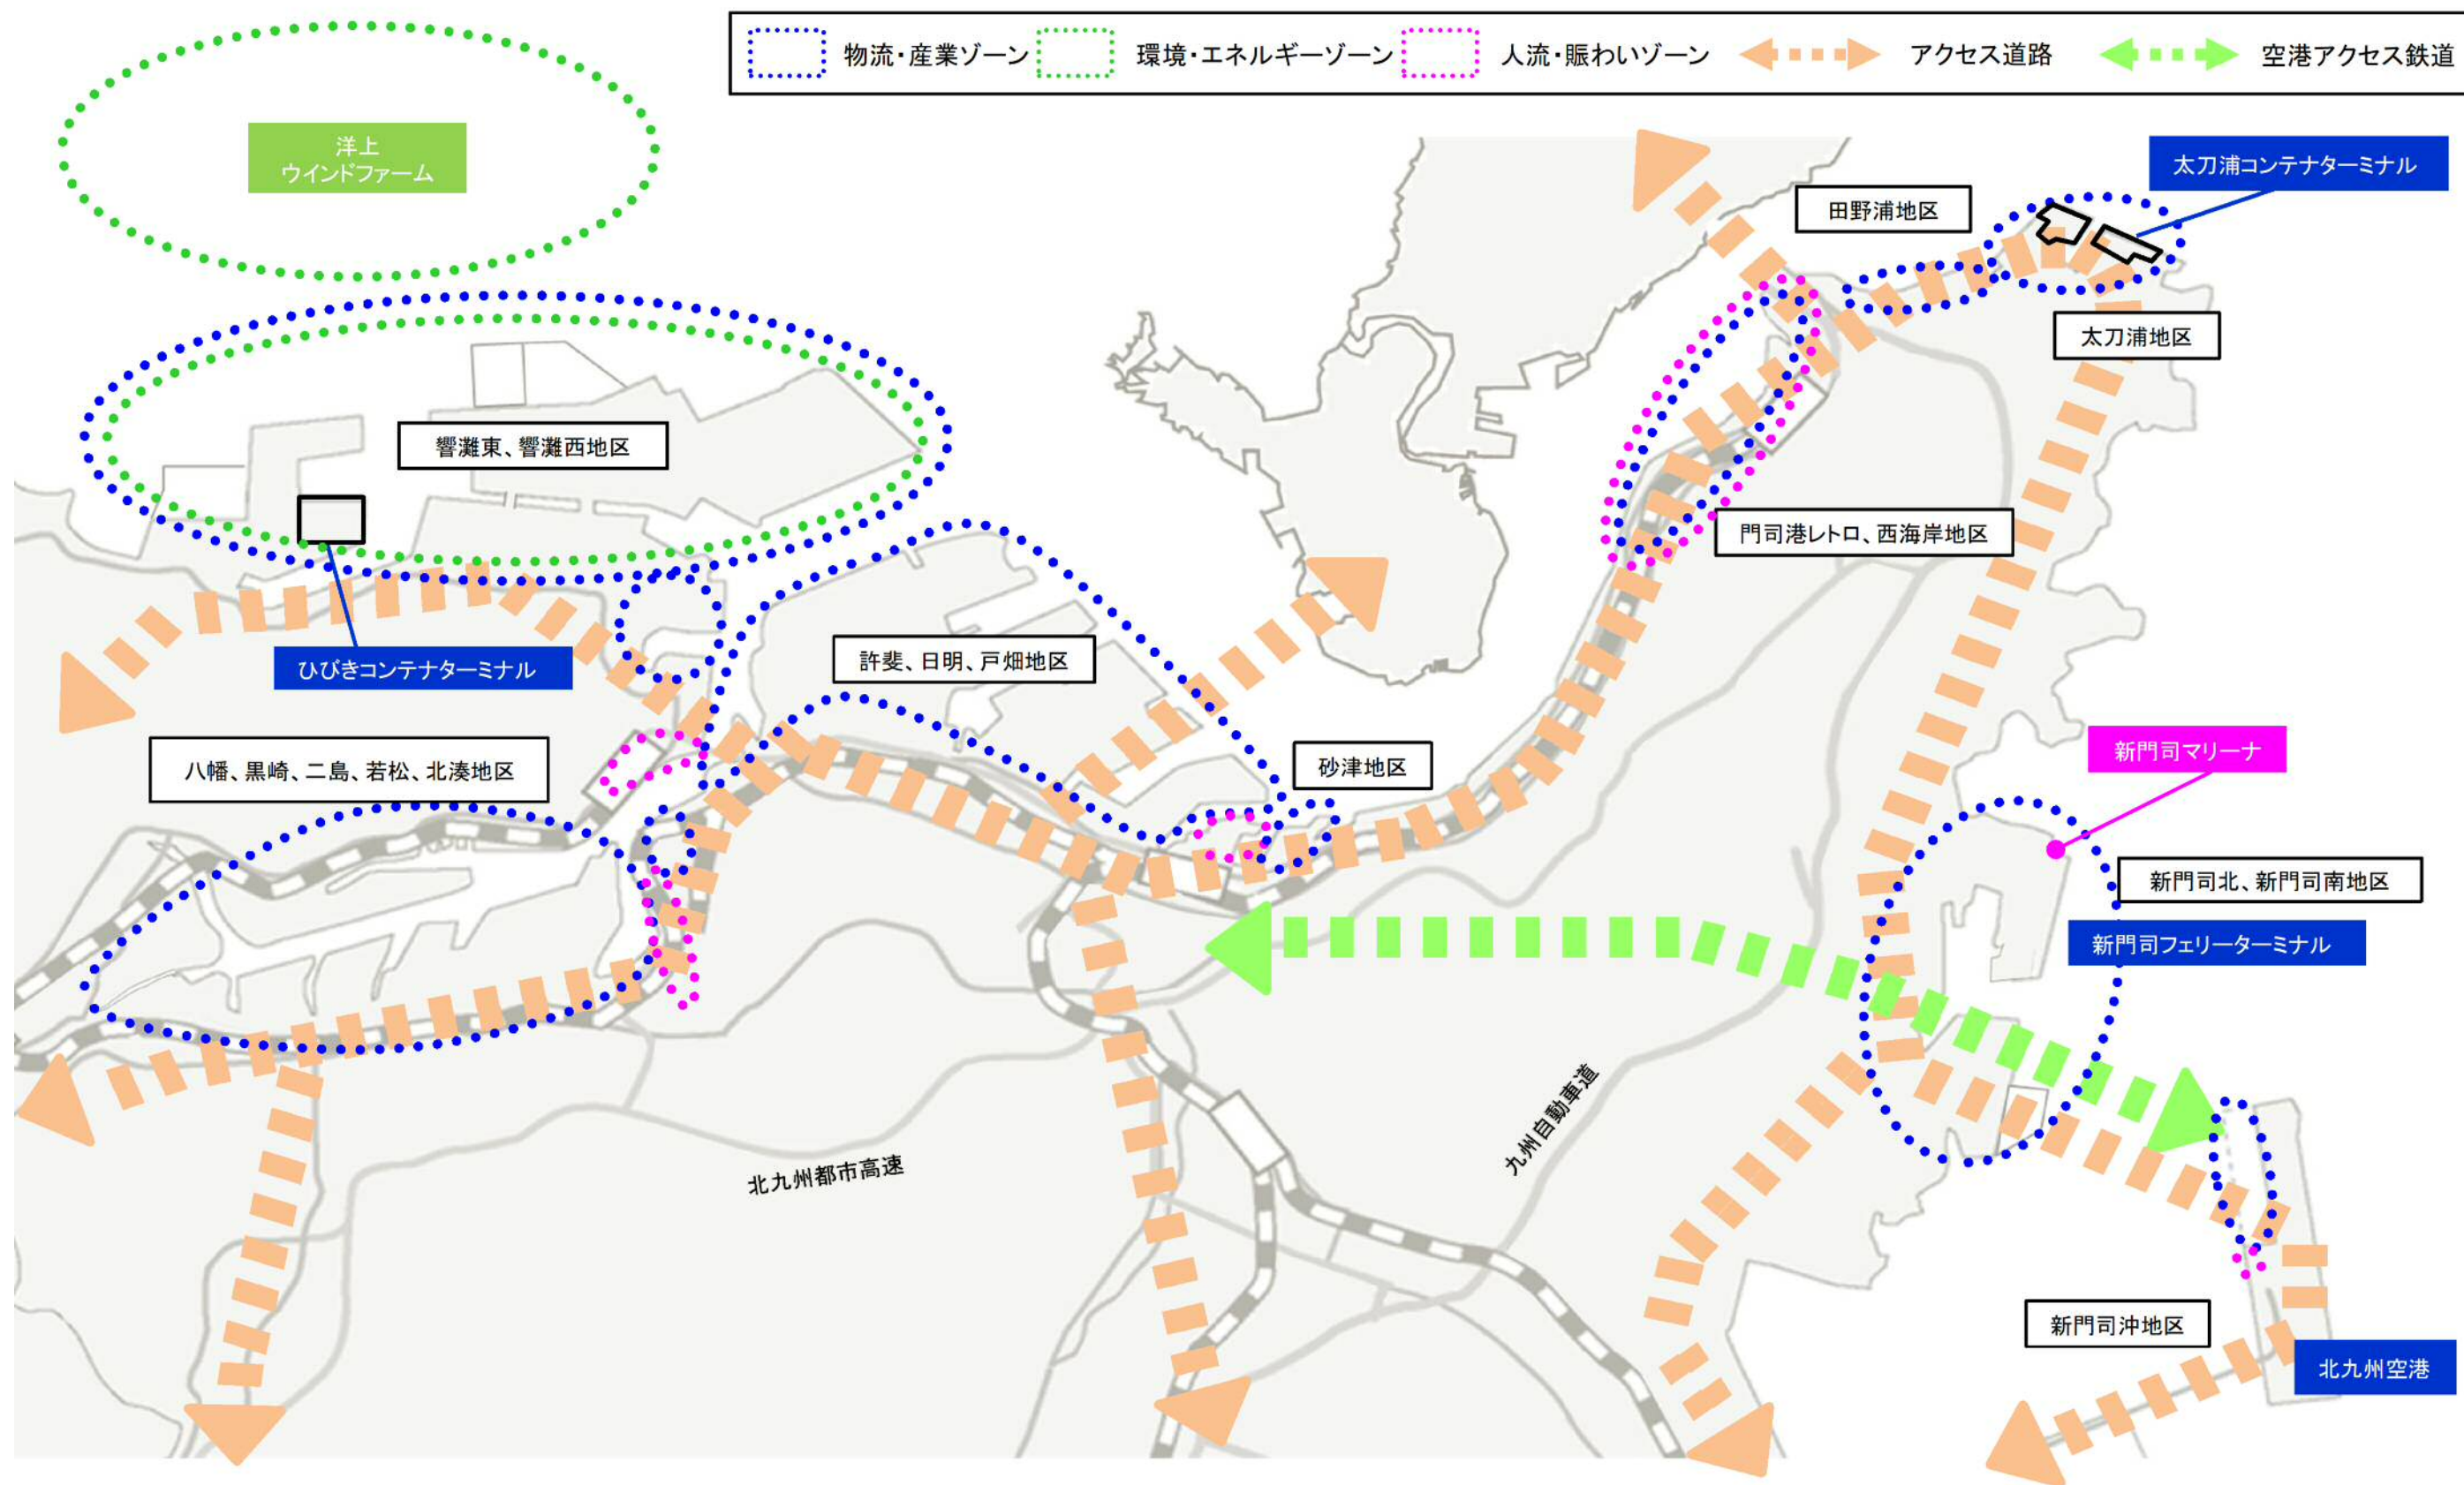 物流・産業ゾーン
環境・エネルギーゾーン
人流・賑わいゾーン
アクセス道路
空港アクセス鉄道
洋上
ウインドファーム
太刀浦コンテナターミナル
田野浦地区
太刀浦地区
響灘東、響灘西地区
門司港レトロ、西海岸地区
ひびきコンテナターミナル
許斐、日明、戸畑地区
八幡、黒崎、二島、若松、北湊地区
砂津地区
新門司マリーナ
新門司北、新門司南地区
新門司フェリーターミナル
九州自動車道
北九州都市高速
新門司沖地区
北九州空港